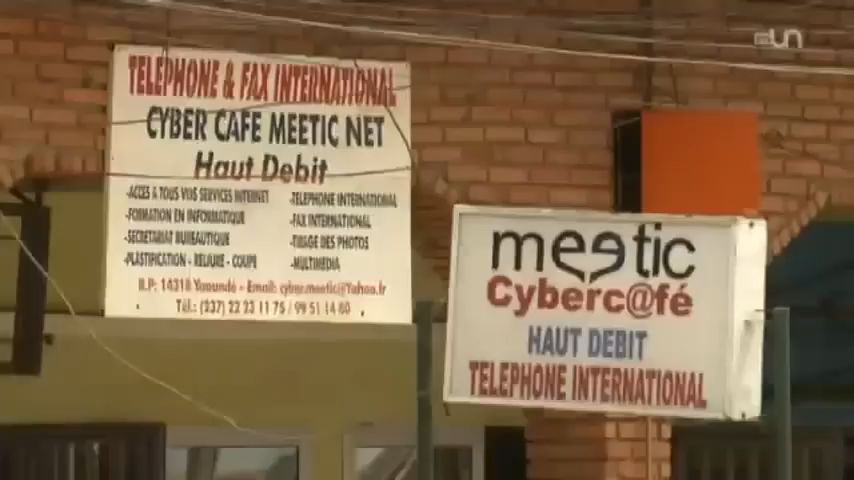 TELEPHONE & FAX INTERNATIONAL
CYBER CAFE MEETIC NET
Haut Debit
-ACCES A TOUS VOS SERVICES INTERNET
-FORMATION EN INFORMATIQUE
-SECRETARIAT BUREAUTIQUE
-PLASTIFICATION - RELIURE - COUPE
-TELEPHONE INTERNATIONAL
-FAX INTERNATIONAL
-TIRAGE DES PHOTOS
-MULTIMEDIA
B.P: 14218 Yaoundé - Email: cyber.meetic@Yahoo.fr
Tél.: (237) 22 23 11 75 / 99 51 14 80
meetic
Cyberc@fé
HAUT DEBIT
TELEPHONE INTERNATIONAL
un